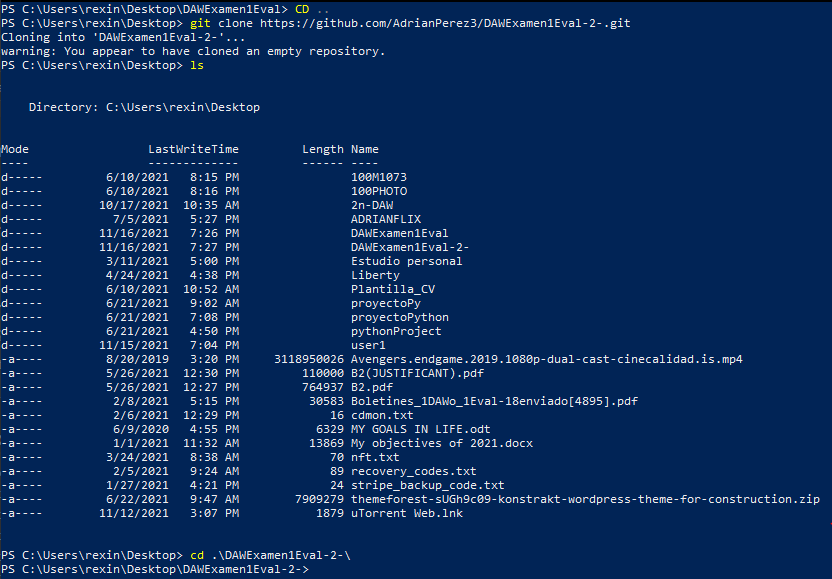 PS C:\Users\rexin\Desktop\DAWExamen1Eval> CD ..
PS C:\Users\rexin\Desktop> git clone https://github.com/AdrianPerez3/DAWExamen1Eval-2-.git
Cloning into 'DAWExamen1Eval-2-'...
warning: You appear to have cloned an empty repository.
PS C:\Users\rexin\Desktop> ls
Directory: C:\Users\rexin\Desktop
Mode                 LastWriteTime         Length Name
----                 -------------         ------ ----
d-----         6/10/2021   8:15 PM                100M1073
d-----         6/10/2021   8:16 PM                100PHOTO
d-----        10/17/2021  10:35 AM                2n-DAW
d-----          7/5/2021   5:27 PM                ADRIANFLIX
d-----        11/16/2021   7:26 PM                DAWExamen1Eval
d-----        11/16/2021   7:27 PM                DAWExamen1Eval-2-
d-----         3/11/2021   5:00 PM                Estudio personal
d-----         4/24/2021   4:38 PM                Liberty
d-----         6/10/2021  10:52 AM                Plantilla_CV
d-----         6/21/2021   9:02 AM                proyectoPy
d-----         6/21/2021   7:08 PM                proyectoPython
d-----         6/21/2021   4:50 PM                pythonProject
d-----        11/15/2021   7:04 PM                user1
-a----         8/20/2019   3:20 PM     3118950026 Avengers.endgame.2019.1080p-dual-cast-cinecalidad.is.mp4
-a----         5/26/2021  12:30 PM         110000 B2(JUSTIFICANT).pdf
-a----         5/26/2021  12:27 PM         764937 B2.pdf
-a----          2/8/2021   5:15 PM          30583 Boletines_1DAWo_1Eval-18enviado[4895].pdf
-a----          2/6/2021  12:29 PM             16 cdmon.txt
-a----          6/9/2020   4:55 PM           6329 MY GOALS IN LIFE.odt
-a----          1/1/2021  11:32 AM          13869 My objectives of 2021.docx
-a----         3/24/2021   8:38 AM             70 nft.txt
-a----          2/5/2021   9:24 AM             89 recovery_codes.txt
-a----         1/27/2021   4:21 PM             24 stripe_backup_code.txt
-a----         6/22/2021   9:47 AM        7909279 themeforest-sUGh9c09-konstrakt-wordpress-theme-for-construction.zip
-a----        11/12/2021   3:07 PM           1879 uTorrent Web.lnk
PS C:\Users\rexin\Desktop> cd .\DAWExamen1Eval-2-\
PS C:\Users\rexin\Desktop\DAWExamen1Eval-2->